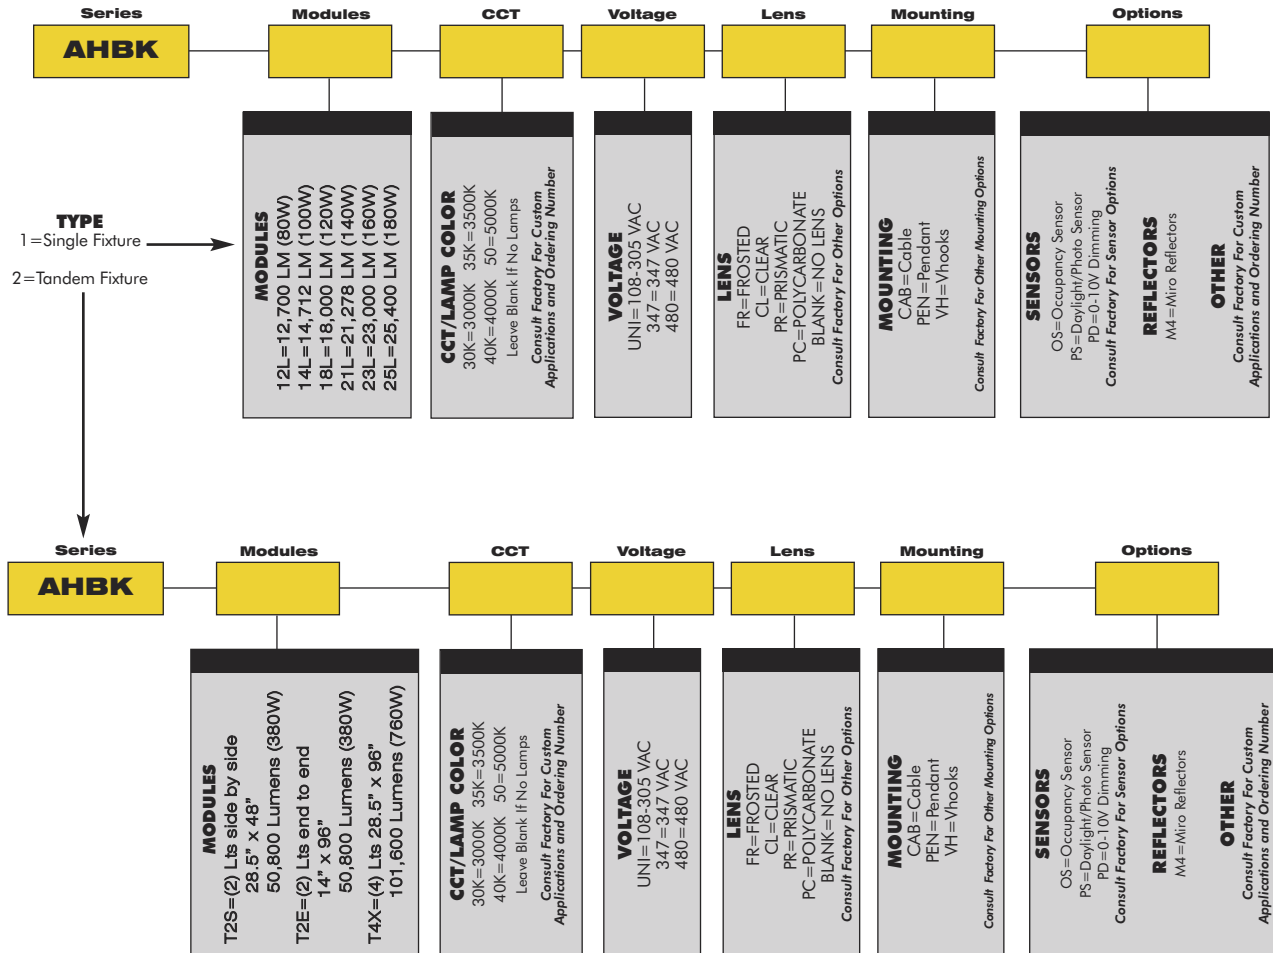 Series
Modules
CCT
Voltage
Lens
Mounting
Options
AHBK
TYPE
1=Single Fixture
2=Tandem Fixture
MODULES
12L=12,700 LM (80W)
14L=14,712 LM (100W)
18L=18,000 LM (120W)
21L=21,278 LM (140W)
23L=23,000 LM (160W)
25L=25,400 LM (180W)
CCT/LAMP COLOR
30K=3000K 35K=3500K
40K=4000K 50=5000K
Leave Blank If No Lamps
Consult Factory For Custom
Applications and Ordering Number
VOLTAGE
UNI=108-305 VAC
347=347 VAC
480=480 VAC
LENS
FR=FROSTED
CL=CLEAR
PR=PRISMATIC
PC=POLYCARBONATE
BLANK=NO LENS
Consult Factory For Other Options
MOUNTING
CAB=Cable
PEN=Pendant
VH=Vhooks
Consult Factory For Other Mounting Options
SENSORS
OS=Occupancy Sensor
PS=Daylight/Photo Sensor
PD=0-10V Dimming
Consult Factory For Sensor Options
REFLECTORS
M4=Miro Reflectors
OTHER
Consult Factory For Custom
Applications and Ordering Number
Series
Modules
CCT
Voltage
Lens
Mounting
Options
AHBK
MODULES
T2S=(2) Lts side by side
28.5” x 48”
50,800 Lumens (380W)
T2E=(2) Lts end to end
14” x 96”
50,800 Lumens (380W)
T4X=(4) Lts 28.5” x 96”
101,600 Lumens (760W)
CCT/LAMP COLOR
30K=3000K 35K=3500K
40K=4000K 50=5000K
Leave Blank If No Lamps
Consult Factory For Custom
Applications and Ordering Number
VOLTAGE
UNI=108-305 VAC
347=347 VAC
480=480 VAC
LENS
FR=FROSTED
CL=CLEAR
PR=PRISMATIC
PC=POLYCARBONATE
BLANK=NO LENS
Consult Factory For Other Options
MOUNTING
CAB=Cable
PEN=Pendant
VH=Vhooks
Consult Factory For Other Mounting Options
SENSORS
OS=Occupancy Sensor
PS=Daylight/Photo Sensor
PD=0-10V Dimming
Consult Factory For Sensor Options
REFLECTORS
M4=Miro Reflectors
OTHER
Consult Factory For Custom
Applications and Ordering Number